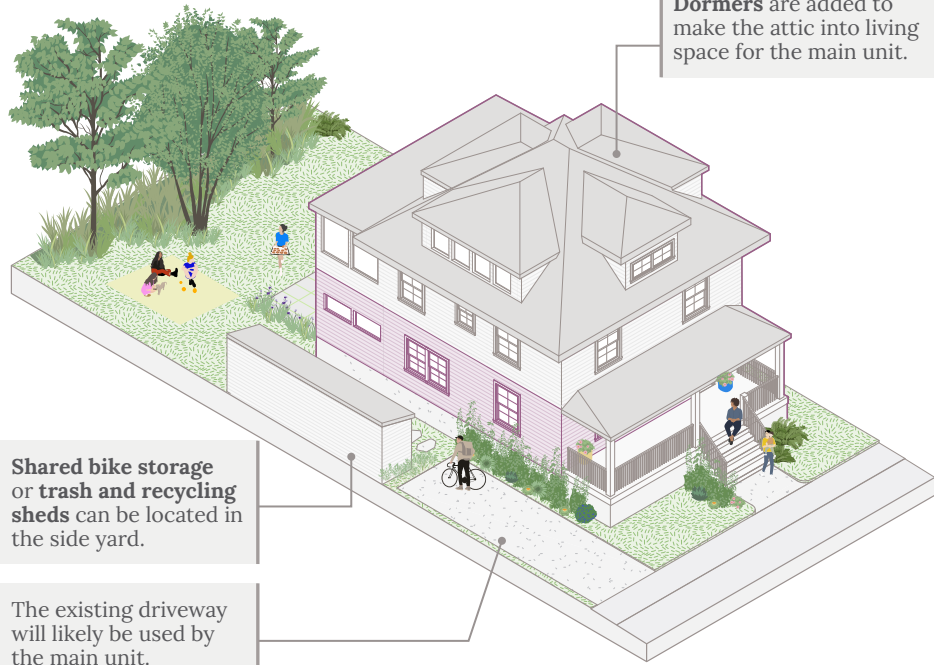 Dormers are added to
make the attic into living
space for the main unit.
Shared bike storage
or trash and recycling
sheds can be located in
the side yard.
The existing driveway
will likely be used by
the main unit.